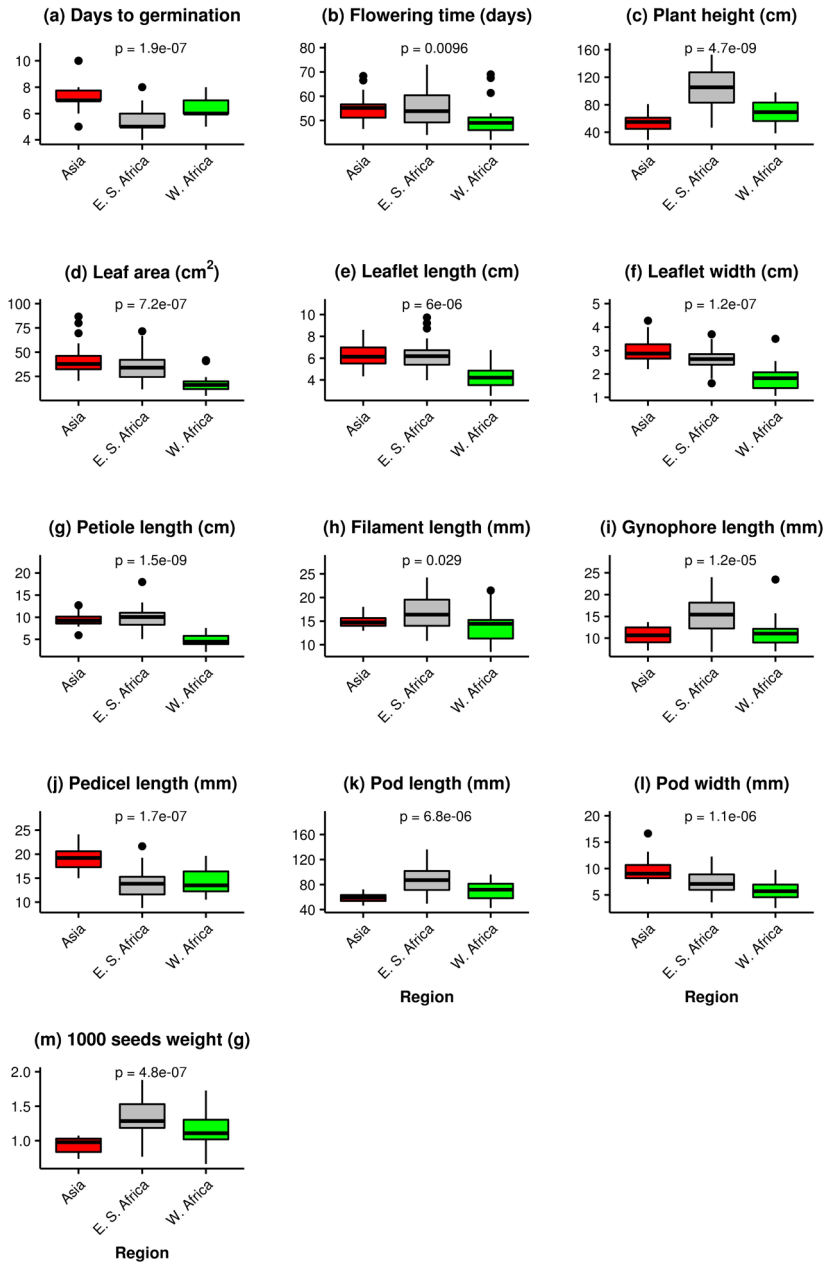 (a) Days to germination
p = 1.9e-07
10
8
6
4
Asia
E. S. Africa
W. Africa
(b) Flowering time (days)
p = 0.0096
80
70
60
50
Asia
E. S. Africa
W. Africa
(c) Plant height (cm)
p = 4.7e-09
160
120
80
40
Asia
E. S. Africa
W. Africa
(d) Leaf area (cm²)
p = 7.2e-07
100
75
50
25
Asia
E. S. Africa
W. Africa
(e) Leaflet length (cm)
p = 6e-06
10
8
6
4
Asia
E. S. Africa
W. Africa
(f) Leaflet width (cm)
p = 1.2e-07
5
4
3
2
1
Asia
E. S. Africa
W. Africa
(g) Petiole length (cm)
p = 1.5e-09
20
15
10
5
Asia
E. S. Africa
W. Africa
(h) Filament length (mm)
p = 0.029
25
20
15
10
Asia
E. S. Africa
W. Africa
(i) Gynophore length (mm)
p = 1.2e-05
25
20
15
10
Asia
E. S. Africa
W. Africa
(j) Pedicel length (mm)
p = 1.7e-07
25
20
15
10
Asia
E. S. Africa
W. Africa
(k) Pod length (mm)
p = 6.8e-06
160
120
80
40
Asia
E. S. Africa
W. Africa
Region
(l) Pod width (mm)
p = 1.1e-06
20
15
10
5
Asia
E. S. Africa
W. Africa
Region
(m) 1000 seeds weight (g)
p = 4.8e-07
2.0
1.5
1.0
Asia
E. S. Africa
W. Africa
Region